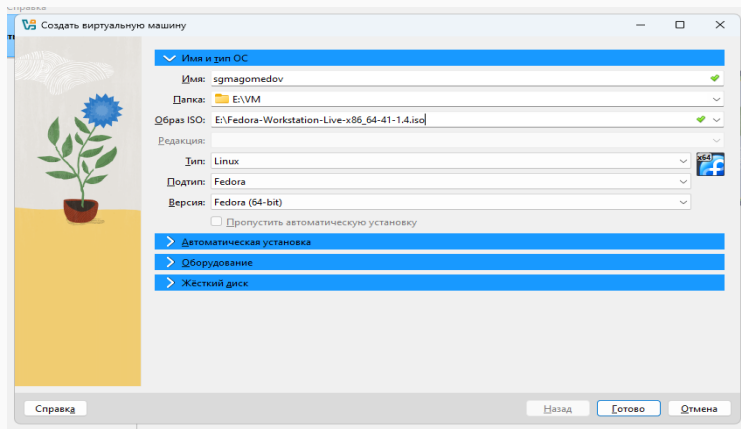 Справка
Создать виртуальную машину
Имя и тип ОС
Имя: sgmagomedov
Папка: E:\VM
Образ ISO: E:\Fedora-Workstation-Live-x86_64-41-1.4.iso
Редакция:
Тип: Linux
x64
Подтип: Fedora
Версия: Fedora (64-bit)
Пропустить автоматическую установку
Автоматическая установка
Оборудование
Жёсткий диск
Справка Назад Готово Отмена